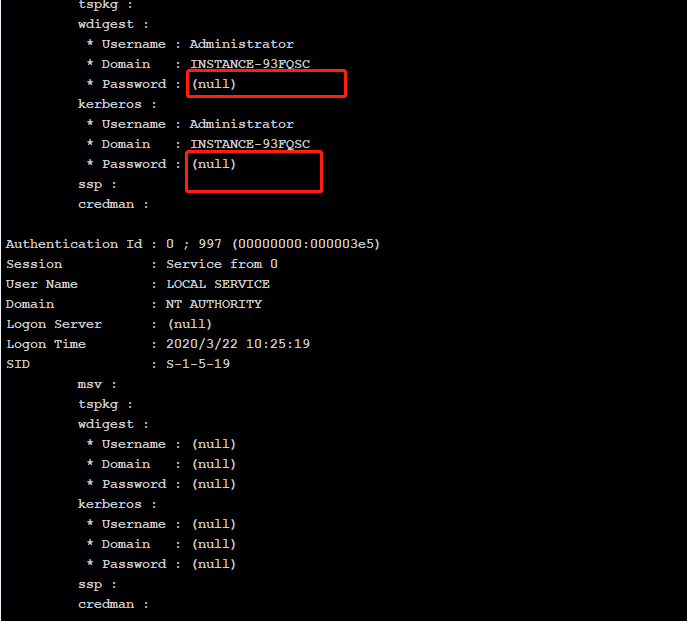 tspkg :
wdigest :
* Username : Administrator
* Domain   : INSTANCE-93FQSC
* Password : (null)
kerberos :
* Username : Administrator
* Domain   : INSTANCE-93FQSC
* Password : (null)
ssp :
credman :
Authentication Id : 0 ; 997 (00000000:000003e5)
Session           : Service from 0
User Name         : LOCAL SERVICE
Domain            : NT AUTHORITY
Logon Server      : (null)
Logon Time        : 2020/3/22 10:25:19
SID               : S-1-5-19
msv :
tspkg :
wdigest :
* Username : (null)
* Domain   : (null)
* Password : (null)
kerberos :
* Username : (null)
* Domain   : (null)
* Password : (null)
ssp :
credman :